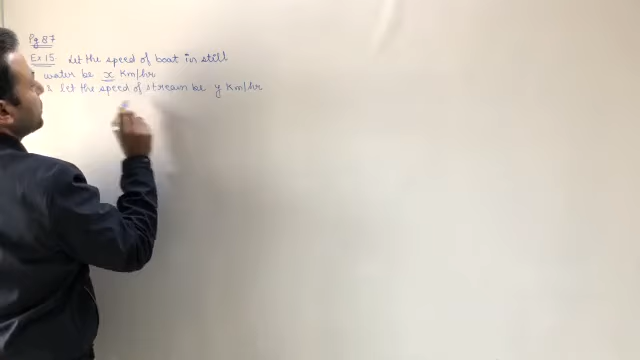 Pg 87
Ex 15: Let the speed of boat in still
water be x Km/hr
& Let the speed of stream be y Km/hr